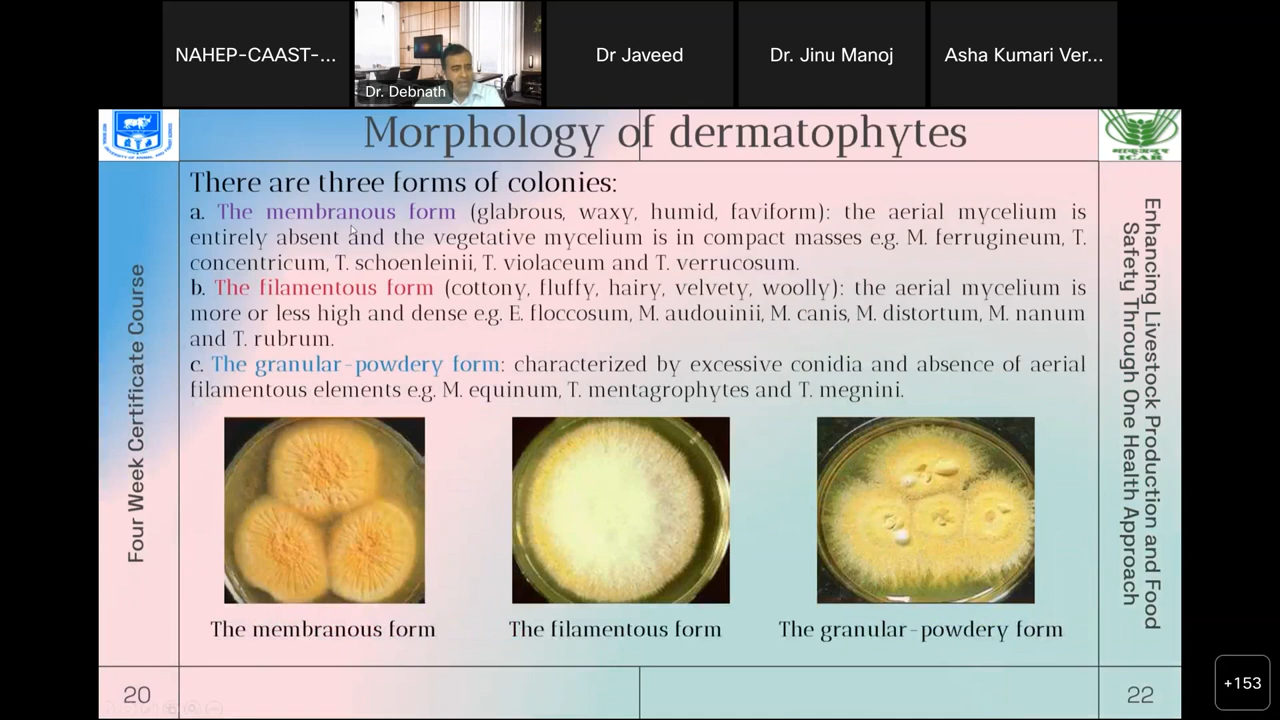 NAHEP-CAAST-...
Dr. Debnath
Dr Javeed
Dr. Jinu Manoj
Asha Kumari Ver...
Morphology of dermatophytes
ICAR
Four Week Certificate Course
There are three forms of colonies:
a. The membranous form (glabrous, waxy, humid, faviform): the aerial mycelium is
entirely absent and the vegetative mycelium is in compact masses e.g. M. ferrugineum, T.
concentricum, T. schoenleinii, T. violaceum and T. verrucosum.
b. The filamentous form (cottony, fluffy, hairy, velvety, woolly): the aerial mycelium is
more or less high and dense e.g. E. floccosum, M. audouinii, M. canis, M. distortum, M. nanum
and T. rubrum.
c. The granular-powdery form: characterized by excessive conidia and absence of aerial
filamentous elements e.g. M. equinum, T. mentagrophytes and T. megnini.
The membranous form
The filamentous form
The granular-powdery form
Enhancing Livestock Production and Food
Safety Through One Health Approach
20
22
+153